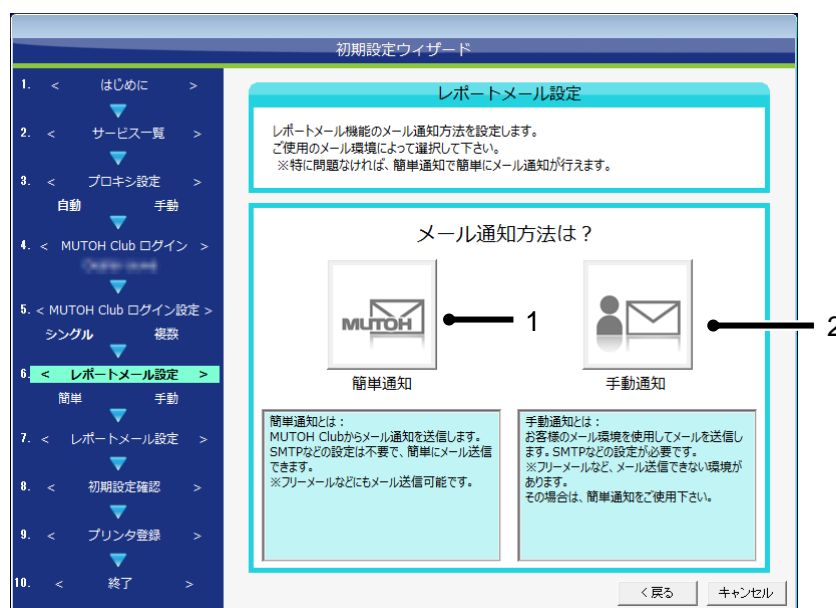 初期設定ウィザード
1. < はじめに >
2. < サービス一覧 >
3. < プロキシ設定 >
自動 手動
4. < MUTOH Club ログイン >
5. < MUTOH Club ログイン設定 >
シングル 複数
6. < レポートメール設定 >
簡単 手動
7. < レポートメール設定 >
8. < 初期設定確認 >
9. < プリンタ登録 >
10. < 終了 >
レポートメール設定
レポートメール機能のメール通知方法を設定します。
ご使用のメール環境によって選択して下さい。
※特に問題なければ、簡単通知で簡単にメール通知が行えます。
メール通知方法は？
MUTOH
1
2
簡単通知
手動通知
簡単通知とは：
MUTOH Clubからメール通知を送信します。
SMTPなどの設定は不要で、簡単にメール送信
できます。
※フリーメールなどにもメール送信可能です。
手動通知とは：
お客様のメール環境を使用してメールを送信し
ます。SMTPなどの設定が必要です。
※フリーメールなど、メール送信できない環境が
あります。
その場合は、簡単通知をご使用下さい。
< 戻る
キャンセル